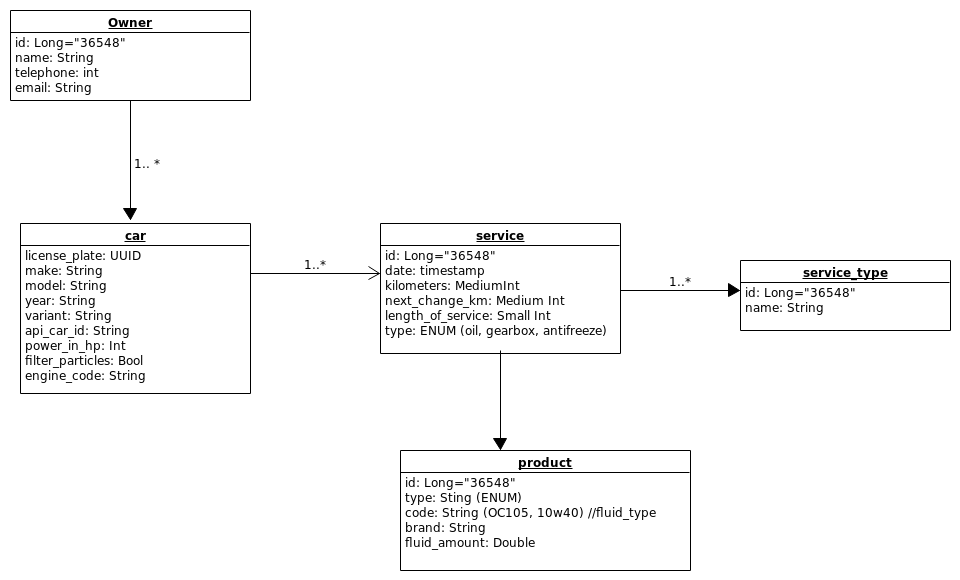 Owner
id: Long="36548"
name: String
telephone: int
email: String
1.. *
car
license_plate: UUID
make: String
model: String
year: String
variant: String
api_car_id: String
power_in_hp: Int
filter_particles: Bool
engine_code: String
1..*
service
id: Long="36548"
date: timestamp
kilometers: MediumInt
next_change_km: Medium Int
length_of_service: Small Int
type: ENUM (oil, gearbox, antifreeze)
1..*
service_type
id: Long="36548"
name: String
product
id: Long="36548"
type: Sting (ENUM)
code: String (OC105, 10w40) //fluid_type
brand: String
fluid_amount: Double